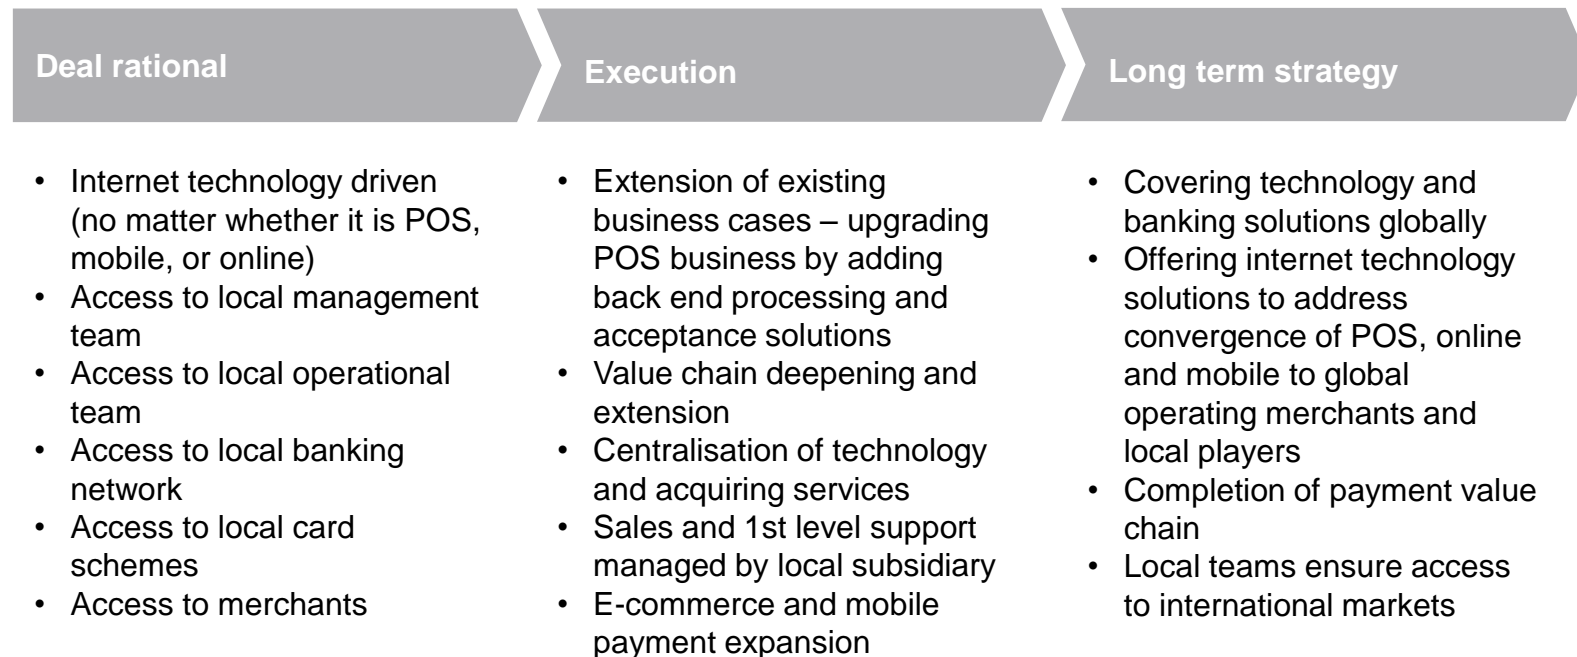 Deal rational
• Internet technology driven
(no matter whether it is POS,
mobile, or online)
• Access to local management
team
• Access to local operational
team
• Access to local banking
network
• Access to local card
schemes
• Access to merchants
Execution
• Extension of existing
business cases – upgrading
POS business by adding
back end processing and
acceptance solutions
• Value chain deepening and
extension
• Centralisation of technology
and acquiring services
• Sales and 1st level support
managed by local subsidiary
• E-commerce and mobile
payment expansion
Long term strategy
• Covering technology and
banking solutions globally
• Offering internet technology
solutions to address
convergence of POS, online
and mobile to global
operating merchants and
local players
• Completion of payment value
chain
• Local teams ensure access
to international markets